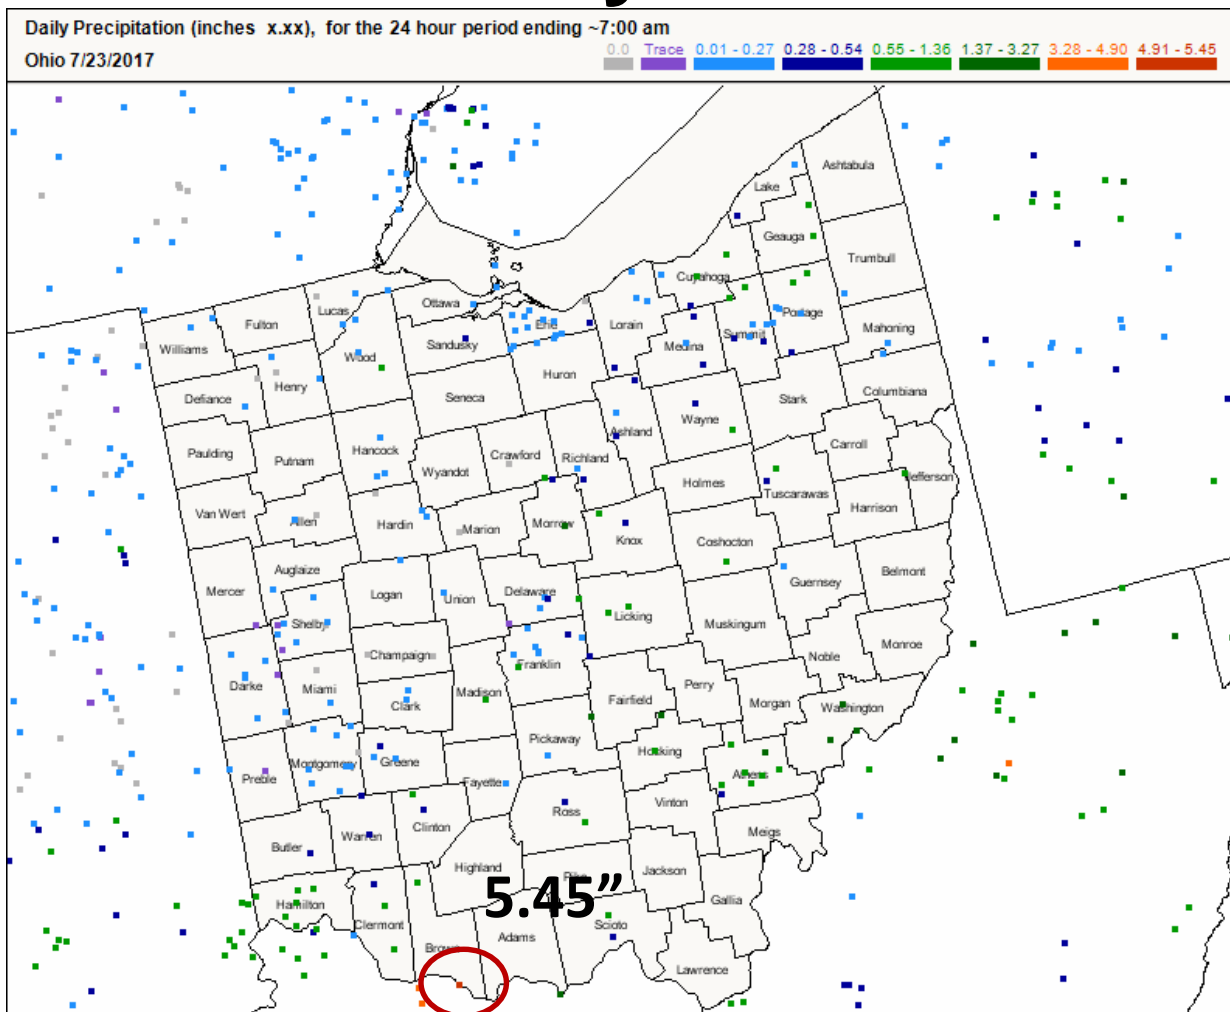 Daily Precipitation (inches x.xx), for the 24 hour period ending ~7:00 am
Ohio 7/23/2017
0.0 Trace 0.01 - 0.27 0.28 - 0.54 0.55 - 1.36 1.37 - 3.27 3.28 - 4.90 4.91 - 5.45
Ashtabula
Lake
Geauga
Trumbull
Cuyahoga
Ottawa
Lucas
Fulton
Williams
Erie
Lorain
Portage
Summit
Mahoning
Medina
Sandusky
Wood
Huron
Henry
Defiance
Seneca
Stark
Columbiana
Wayne
Ashland
Carroll
Hancock
Paulding
Putnam
Crawford
Richland
Wyandot
Holmes
Jefferson
Tuscarawas
Harrison
Van Wert
Allen
Hardin
Marion
Morrow
Knox
Coshocton
Auglaize
Belmont
Guernsey
Mercer
Logan
Union
Delaware
Licking
Muskingum
Shelby
Monroe
Noble
Champaign
Franklin
Darke
Miami
Madison
Fairfield
Perry
Morgan
Clark
Washington
Pickaway
Hocking
Montgomery
Greene
Preble
Fayette
Athens
Vinton
Ross
Clinton
Warren
Meigs
Butler
Highland
Jackson
Pike
5.45”
Gallia
Hamilton
Clermont
Scioto
Adams
Brown
Lawrence